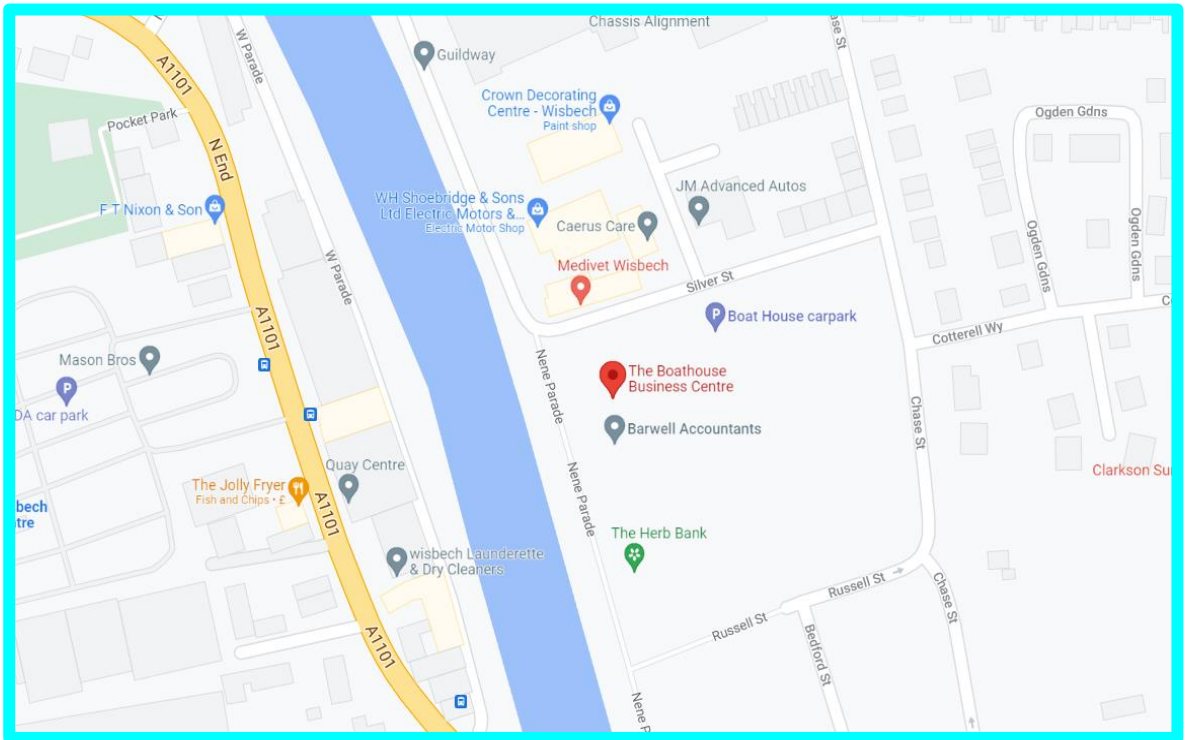 Chassis Alignment
ase St
W Parade
Guildway
A1101
Crown Decorating
Centre - Wisbech
Paint shop
Pocket Park
Ogden Gdns
N End
WH Shoebridge & Sons
Ltd Electric Motors &...
Electric Motor Shop
JM Advanced Autos
F T Nixon & Son
Caerus Care
Ogden Gdns
Ogden Gdns
W Parade
Medivet Wisbech
Silver St
A1101
P
Boat House carpark
Co
Cotterell Wy
Mason Bros
Nene Parade
The Boathouse
Business Centre
P
DA car park
Chase St
Barwell Accountants
Quay Centre
Clarkson Su
The Jolly Fryer
Fish and Chips • £
Nene Parade
A1101
bech
tre
The Herb Bank
wisbech Launderette
& Dry Cleaners
Russell St
Chase St
Russell St
A1101
Bedford St
Nene P